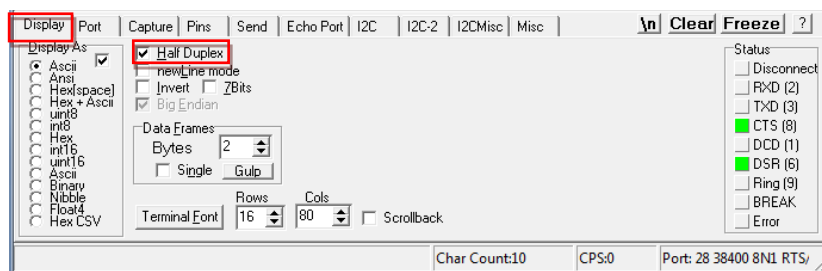 Display Port Capture Pins Send Echo Port I2C I2C-2 I2CMisc Misc \n Clear Freeze ?
Display As
Ascii
Ansi
Hex[space]
Hex + Ascii
uint8
int8
Hex
int16
uint16
Ascii
Binary
Nibble
Float4
Hex CSV
Half Duplex
newLine mode
Invert 7Bits
Big Endian
Data Frames
Bytes 2
Single Gulp
Rows Cols
Terminal Font 16 80 Scrollback
Status
Disconnect
RXD (2)
TXD (3)
CTS (8)
DCD (1)
DSR (6)
Ring (9)
BREAK
Error
Char Count:10 CPS:0 Port: 28 38400 8N1 RTS/